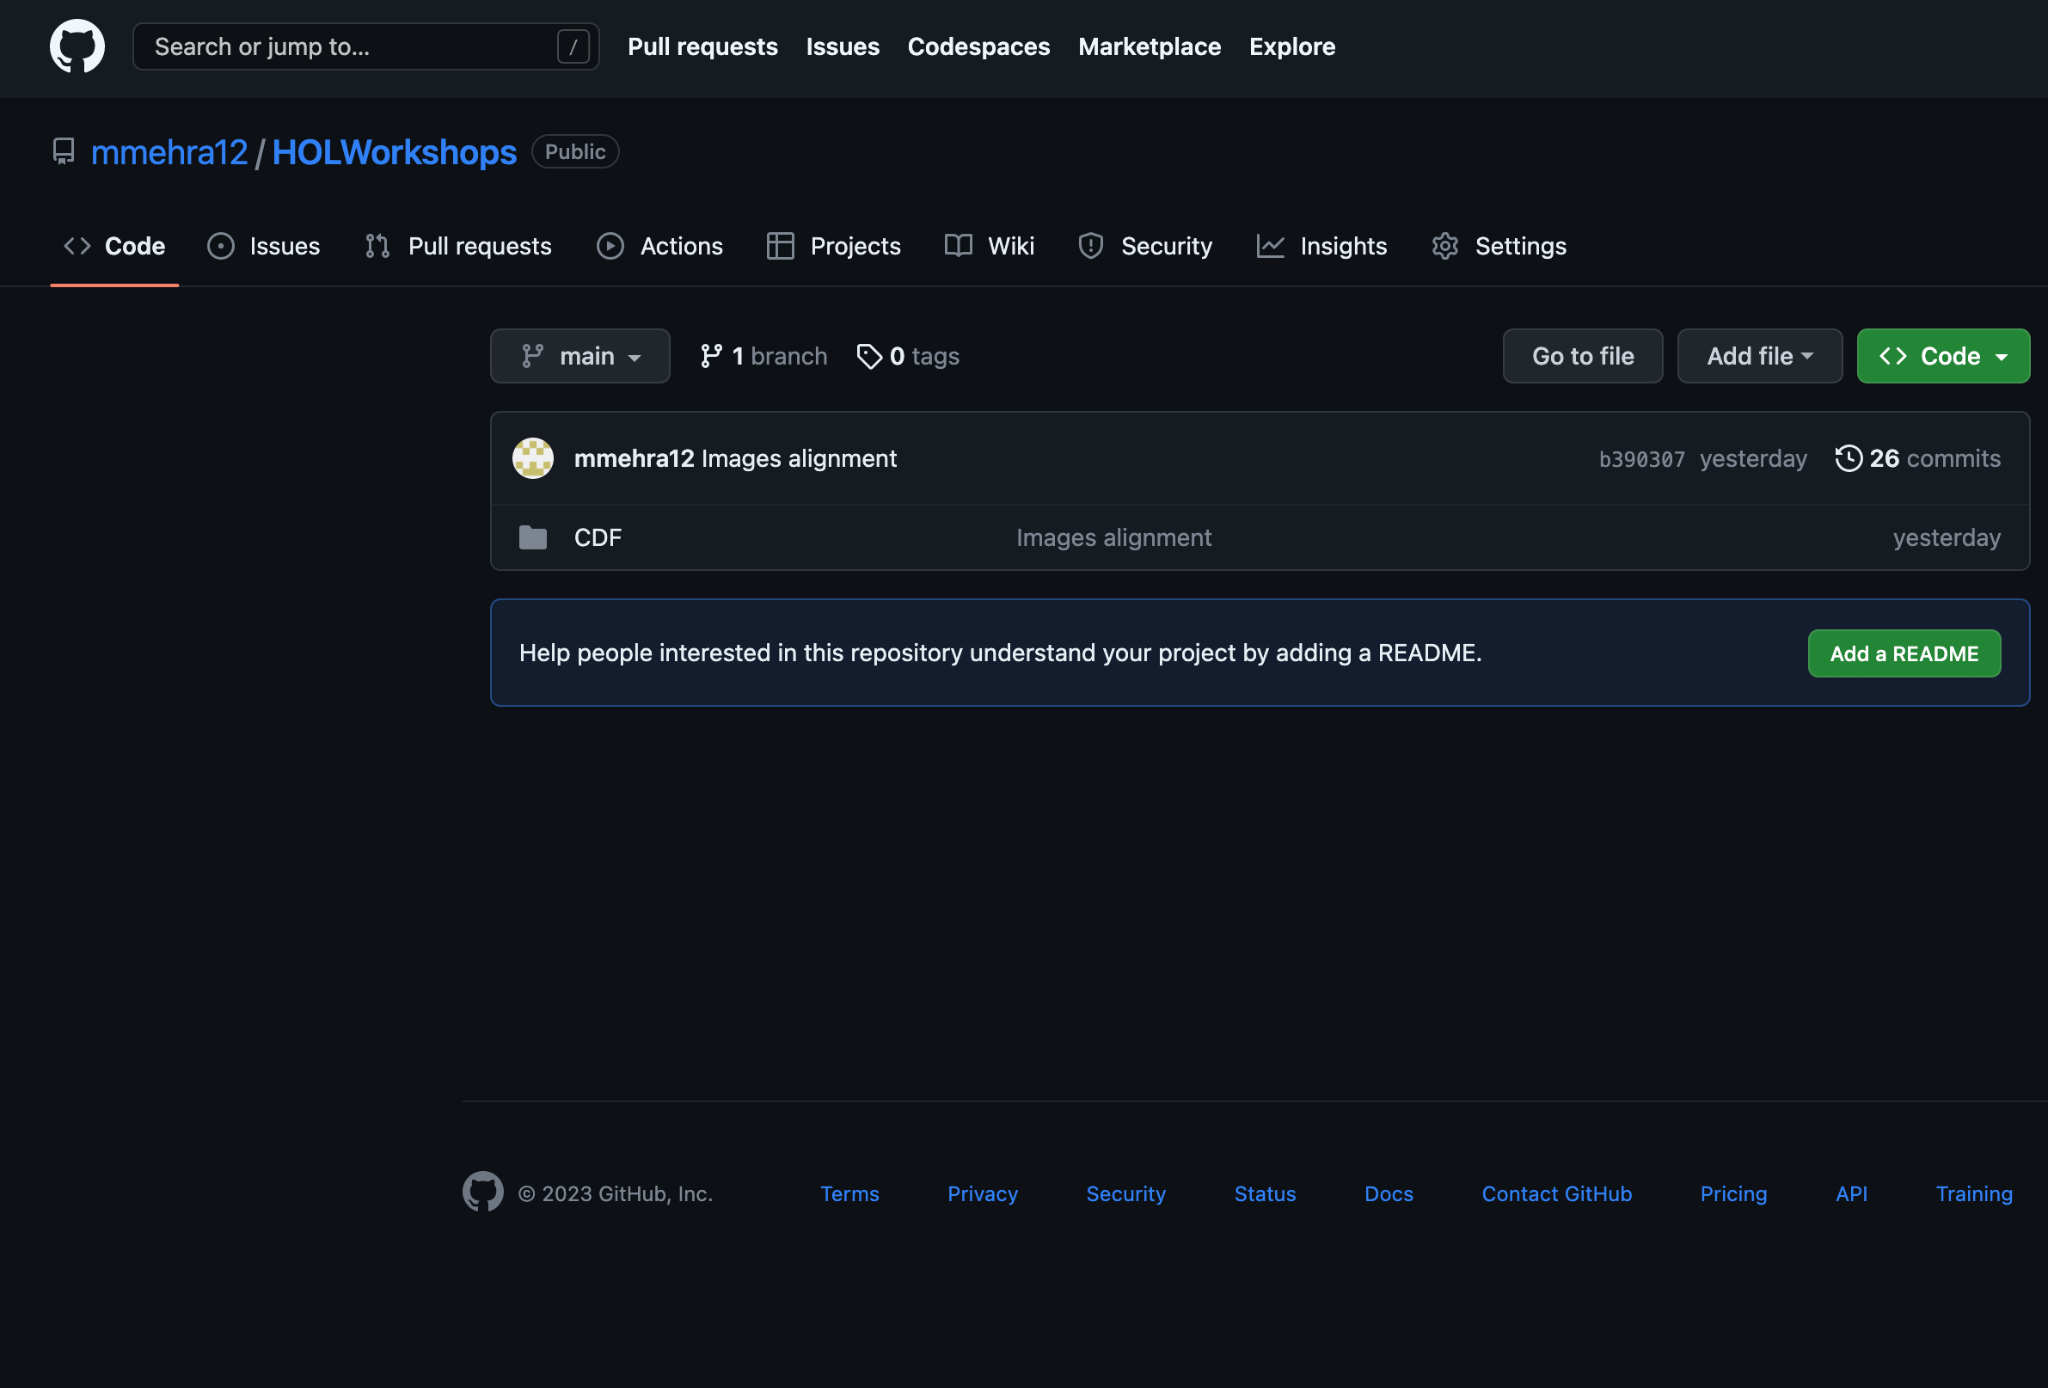 Search or jump to... / Pull requests Issues Codespaces Marketplace Explore
mmehra12 / HOLWorkshops Public
Code Issues Pull requests Actions Projects Wiki Security Insights Settings
main 1 branch 0 tags Go to file Add file Code
mmehra12 Images alignment b390307 yesterday 26 commits
CDF Images alignment yesterday
Help people interested in this repository understand your project by adding a README. Add a README
© 2023 GitHub, Inc. Terms Privacy Security Status Docs Contact GitHub Pricing API Training